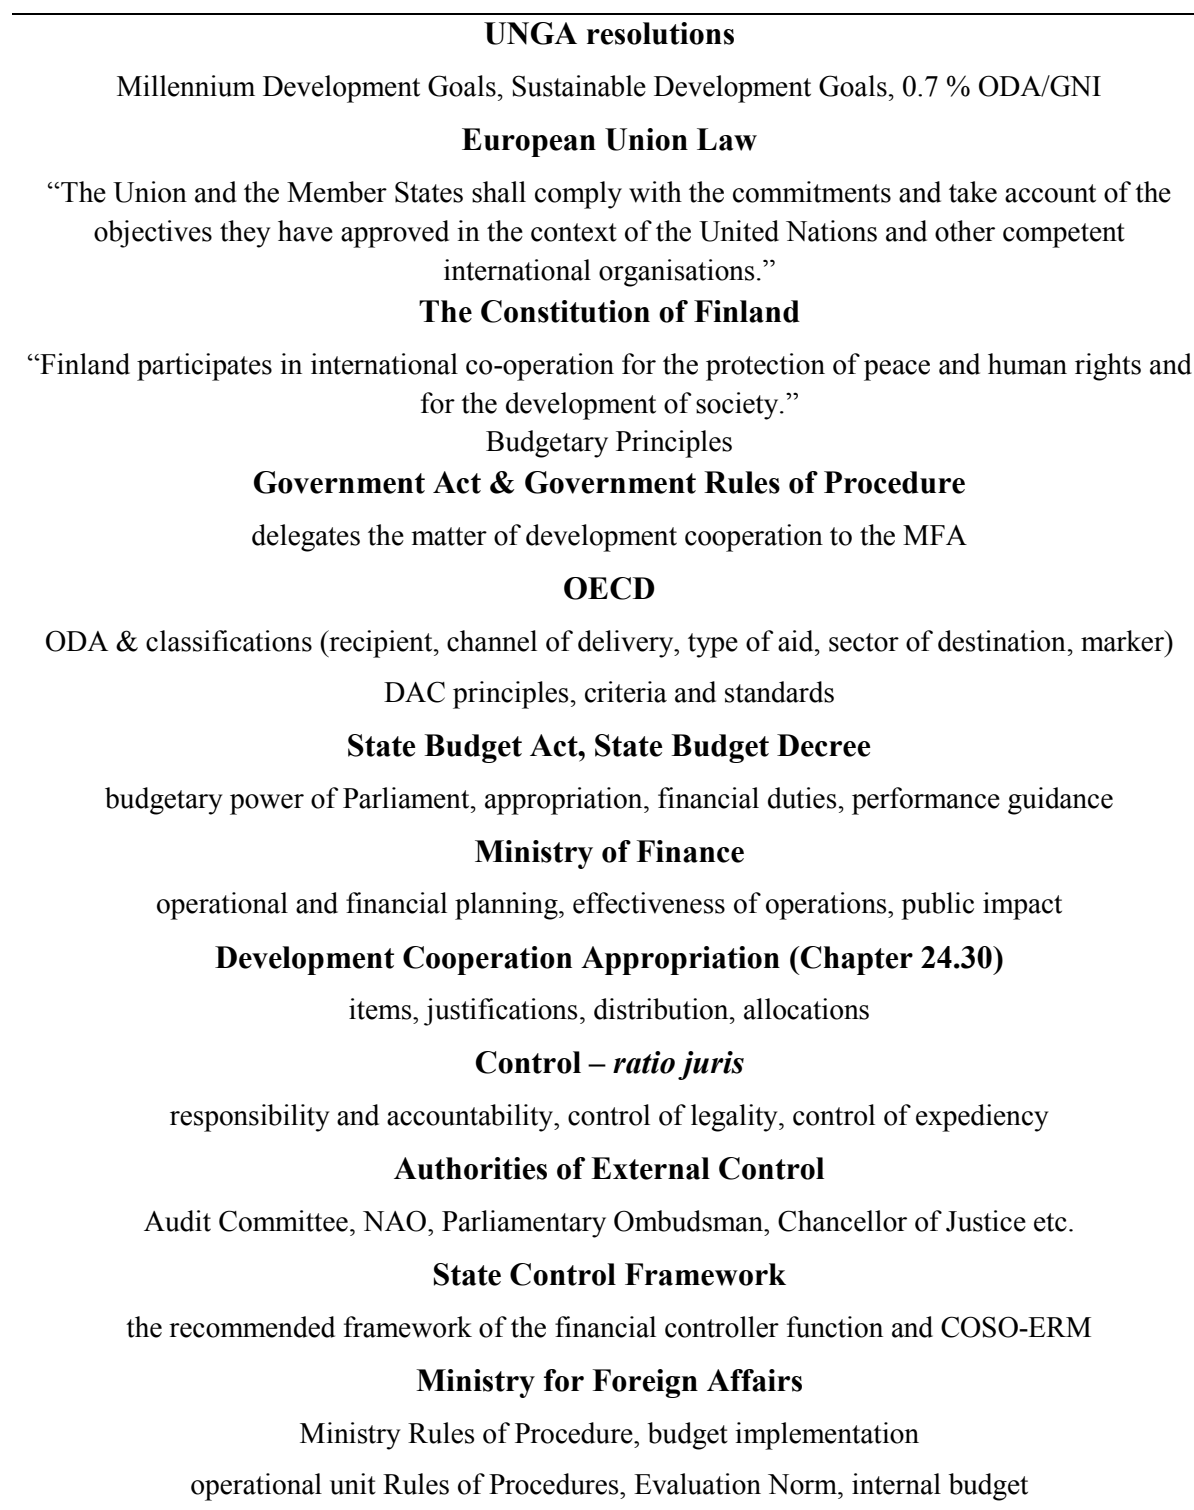 UNGA resolutions
Millennium Development Goals, Sustainable Development Goals, 0.7 % ODA/GNI
European Union Law
“The Union and the Member States shall comply with the commitments and take account of the
objectives they have approved in the context of the United Nations and other competent
international organisations.”
The Constitution of Finland
“Finland participates in international co-operation for the protection of peace and human rights and
for the development of society.”
Budgetary Principles
Government Act & Government Rules of Procedure
delegates the matter of development cooperation to the MFA
OECD
ODA & classifications (recipient, channel of delivery, type of aid, sector of destination, marker)
DAC principles, criteria and standards
State Budget Act, State Budget Decree
budgetary power of Parliament, appropriation, financial duties, performance guidance
Ministry of Finance
operational and financial planning, effectiveness of operations, public impact
Development Cooperation Appropriation (Chapter 24.30)
items, justifications, distribution, allocations
Control – ratio juris
responsibility and accountability, control of legality, control of expediency
Authorities of External Control
Audit Committee, NAO, Parliamentary Ombudsman, Chancellor of Justice etc.
State Control Framework
the recommended framework of the financial controller function and COSO-ERM
Ministry for Foreign Affairs
Ministry Rules of Procedure, budget implementation
operational unit Rules of Procedures, Evaluation Norm, internal budget